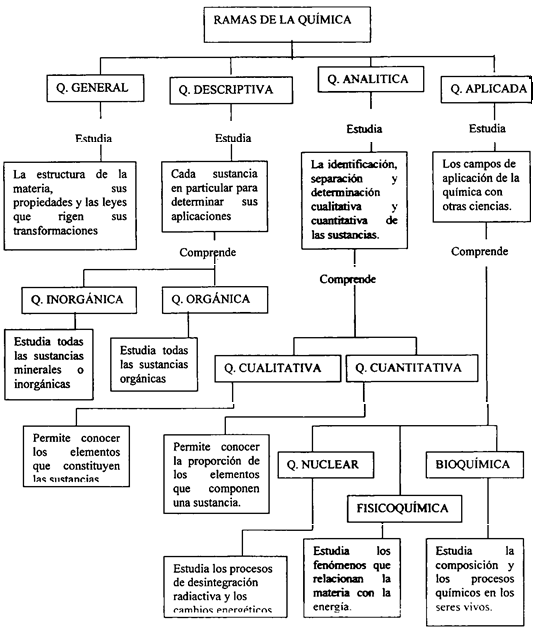 RAMAS DE LA QUÍMICA
Q. GENERAL
Q. DESCRIPTIVA
Q. ANALITICA
Q. APLICADA
Estudia
Estudia
Estudia
Estudia
La estructura de la
materia, sus
propiedades y las leyes
que rigen sus
transformaciones
Cada sustancia
en particular para
determinar sus
aplicaciones
La identificación,
separación y
determinación
cualitativa y
cuantitativa de
las sustancias.
Los campos de
aplicación de la
química con
otras ciencias.
Comprende
Comprende
Comprende
Q. INORGÁNICA
Q. ORGÁNICA
Estudia todas
las sustancias
minerales o
inorgánicas
Estudia todas
las sustancias
orgánicas
Q. CUALITATIVA
Q. CUANTITATIVA
Permite conocer
los elementos
que constituyen
las sustancias
Permite conocer
la proporción de
los elementos
que componen
una sustancia.
Q. NUCLEAR
BIOQUÍMICA
FISICOQUÍMICA
Estudia los procesos
de desintegración
radiactiva y los
cambios energéticos
Estudia los
fenómenos que
relacionan la
materia con la
energía.
Estudia la
composición y
los procesos
químicos en los
seres vivos.